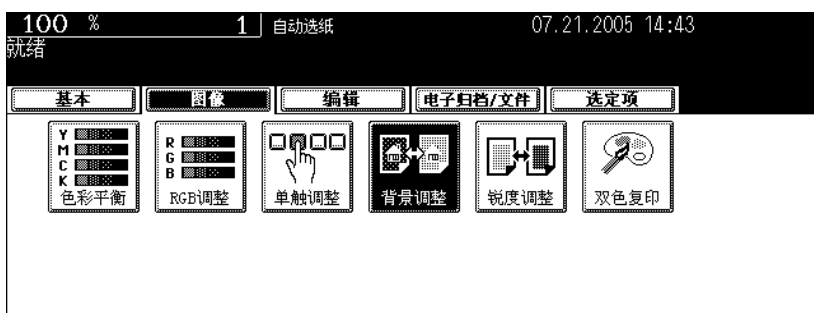 100 % 1 自动选纸 07.21.2005 14:43
就绪
基本 图像 编辑 电子归档/文件 选定项
Y
M
C
K
色彩平衡
R
G
B
RGB调整
单触调整
背景调整
锐度调整
双色复印